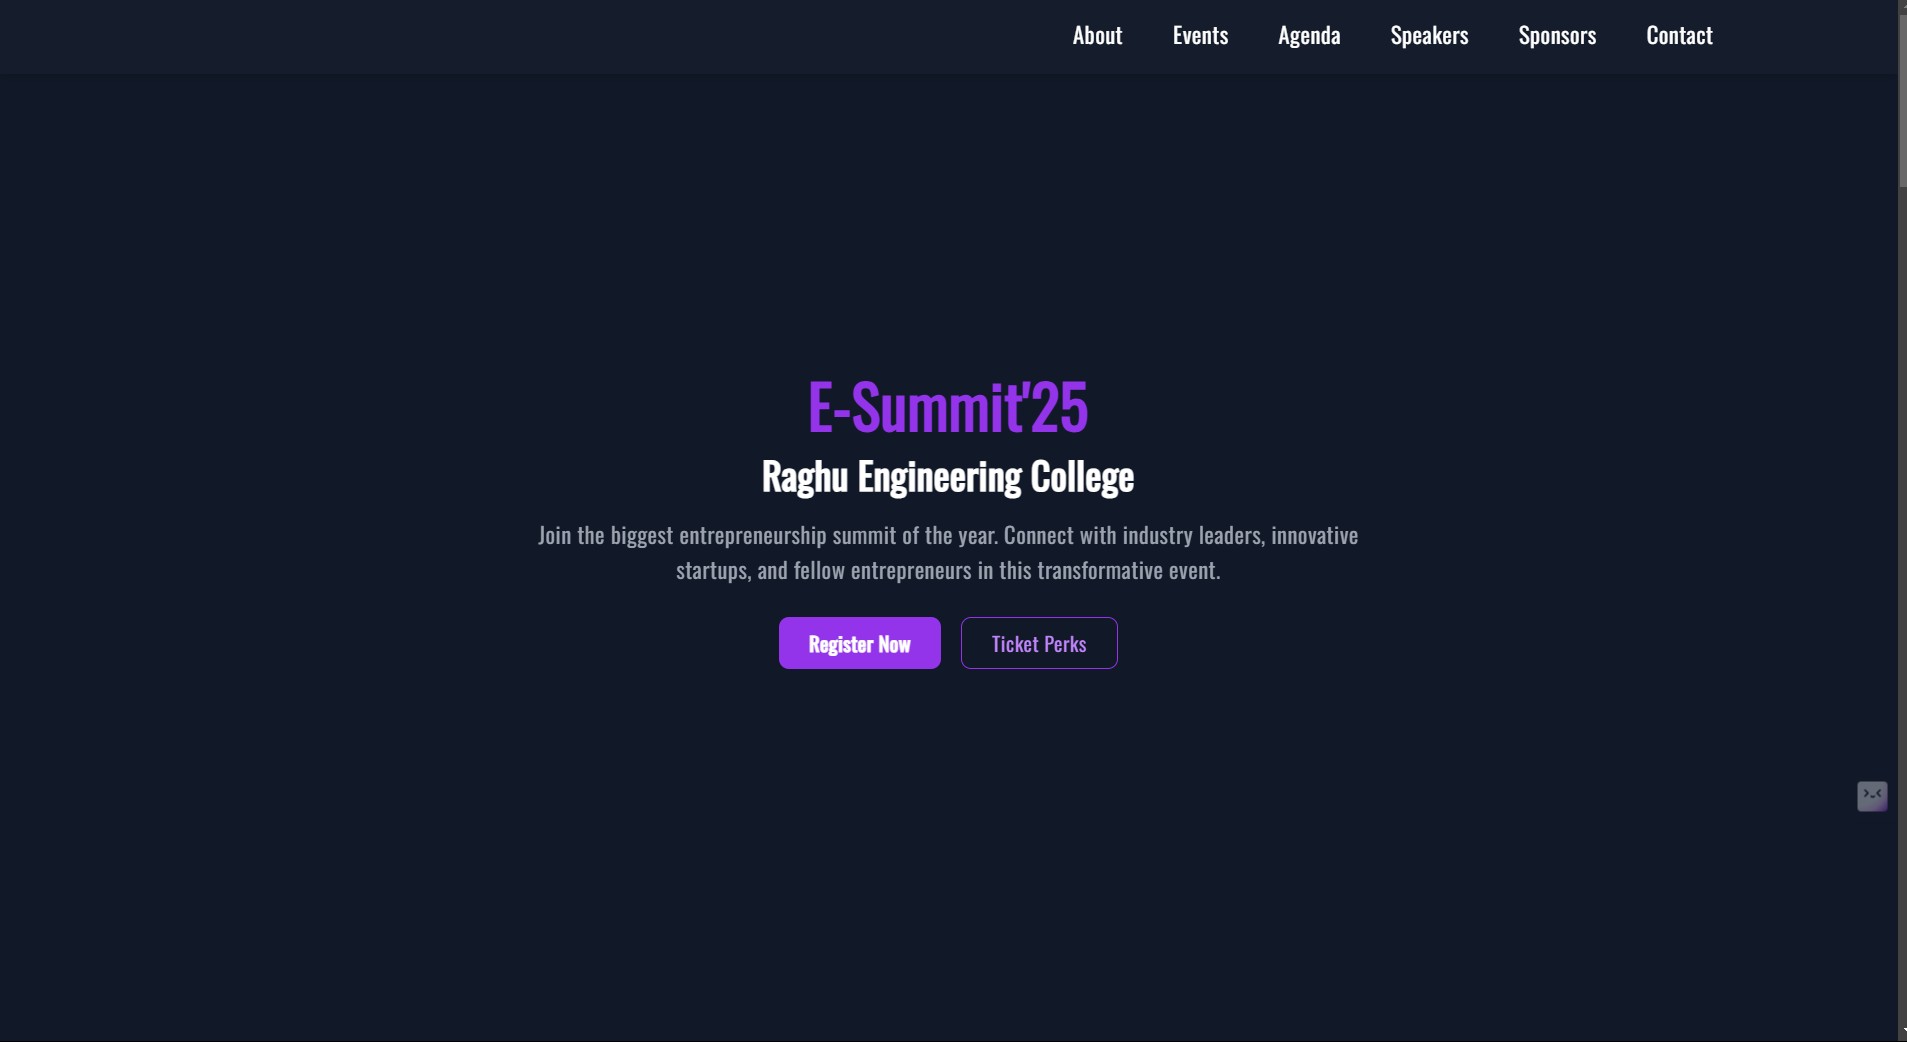 About Events Agenda Speakers Sponsors Contact
E-Summit'25
Raghu Engineering College
Join the biggest entrepreneurship summit of the year. Connect with industry leaders, innovative
startups, and fellow entrepreneurs in this transformative event.
Register Now Ticket Perks